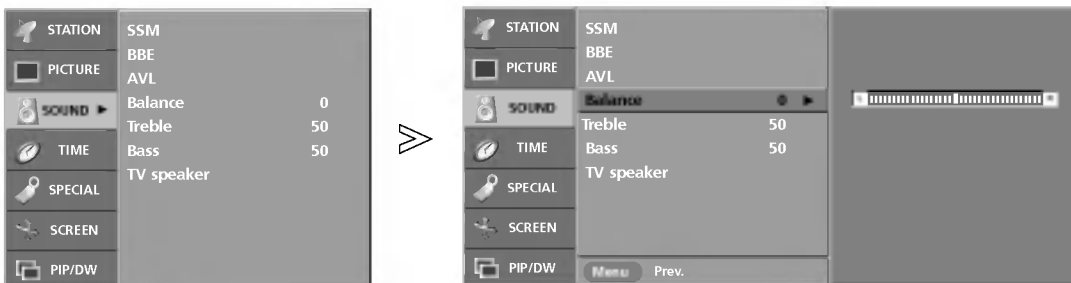 STATION
PICTURE
SOUND ►
TIME
SPECIAL
SCREEN
PIP/DW
SSM
BBE
AVL
Balance 0
Treble 50
Bass 50
TV speaker
STATION
PICTURE
SOUND
TIME
SPECIAL
SCREEN
PIP/DW
SSM
BBE
AVL
Balance 0 ►
Treble 50
Bass 50
TV speaker
Menu Prev.